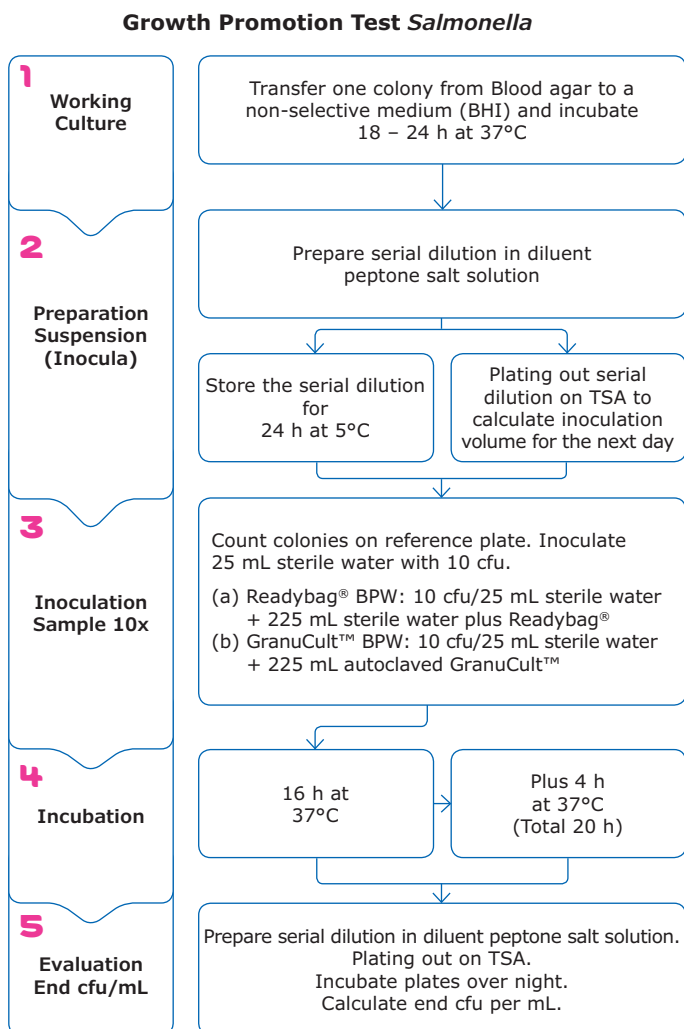 Growth Promotion Test Salmonella
1
Working
Culture
Transfer one colony from Blood agar to a
non-selective medium (BHI) and incubate
18 – 24 h at 37°C
2
Preparation
Suspension
(Inocula)
Prepare serial dilution in diluent
peptone salt solution
Store the serial dilution
for
24 h at 5°C
Plating out serial
dilution on TSA to
calculate inoculation
volume for the next day
3
Inoculation
Sample 10x
Count colonies on reference plate. Inoculate
25 mL sterile water with 10 cfu.
(a) Readybag® BPW: 10 cfu/25 mL sterile water
+ 225 mL sterile water plus Readybag®
(b) GranuCult™ BPW: 10 cfu/25 mL sterile water
+ 225 mL autoclaved GranuCult™
4
Incubation
16 h at
37°C
Plus 4 h
at 37°C
(Total 20 h)
5
Evaluation
End cfu/mL
Prepare serial dilution in diluent peptone salt solution.
Plating out on TSA.
Incubate plates over night.
Calculate end cfu per mL.